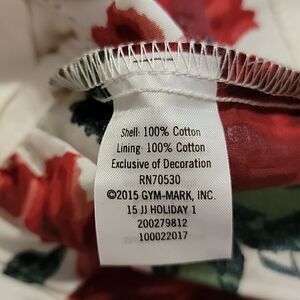 Shell: 100% Cotton
Lining: 100% Cotton
Exclusive of Decoration
RN70530
©2015 GYM-MARK, INC.
15 JJ HOLIDAY 1
200279812
100022017